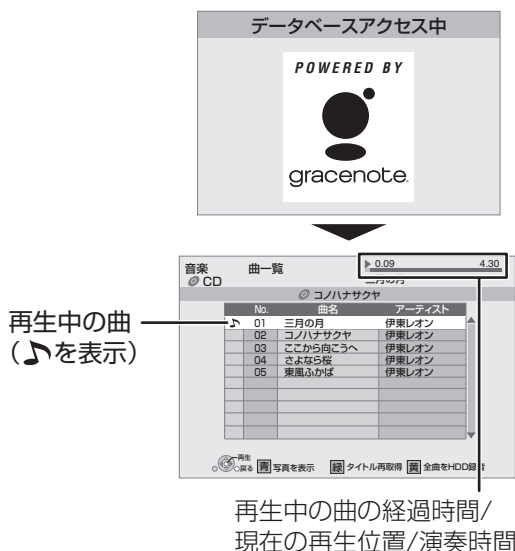 データベースアクセス中
POWERED BY
gracenote.
音楽 曲一覧 0.09 4.30
CD
コノハナサクヤ
No. 曲名 アーティスト
01 三月の月 伊東レオン
02 コノハナサクヤ 伊東レオン
03 ここから向こうへ 伊東レオン
04 さよなら桜 伊東レオン
05 東風ふかば 伊東レオン
再生中の曲
(♪を表示)
再生
戻る 青 写真を表示 緑 タイトル再取得 黄 全曲をHDD録音
再生中の曲の経過時間/
現在の再生位置/演奏時間